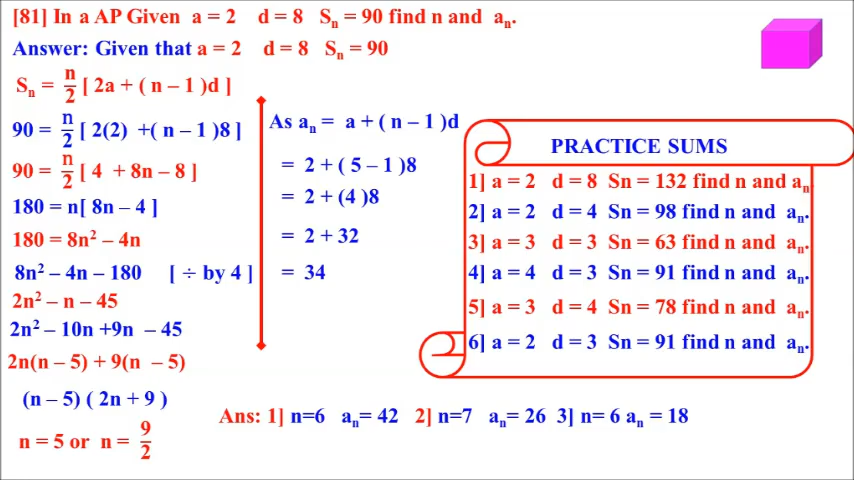 [81] In a AP Given a = 2 d = 8 Sₙ = 90 find n and aₙ.
Answer: Given that a = 2 d = 8 Sₙ = 90
Sₙ = n/2 [ 2a + ( n – 1 )d ]
90 = n/2 [ 2(2) +( n – 1 )8 ]
90 = n/2 [ 4 + 8n – 8 ]
180 = n[ 8n – 4 ]
180 = 8n² – 4n
8n² – 4n – 180 [ ÷ by 4 ]
2n² – n – 45
2n² – 10n +9n – 45
2n(n – 5) + 9(n – 5)
(n – 5) ( 2n + 9 )
n = 5 or n = 9/2
As aₙ = a + ( n – 1 )d
= 2 + ( 5 – 1 )8
= 2 + (4 )8
= 2 + 32
= 34
PRACTICE SUMS
1] a = 2 d = 8 Sn = 132 find n and aₙ.
2] a = 2 d = 4 Sn = 98 find n and aₙ.
3] a = 3 d = 3 Sn = 63 find n and aₙ.
4] a = 4 d = 3 Sn = 91 find n and aₙ.
5] a = 3 d = 4 Sn = 78 find n and aₙ.
6] a = 2 d = 3 Sn = 91 find n and aₙ.
Ans: 1] n=6 aₙ= 42 2] n=7 aₙ= 26 3] n= 6 aₙ = 18